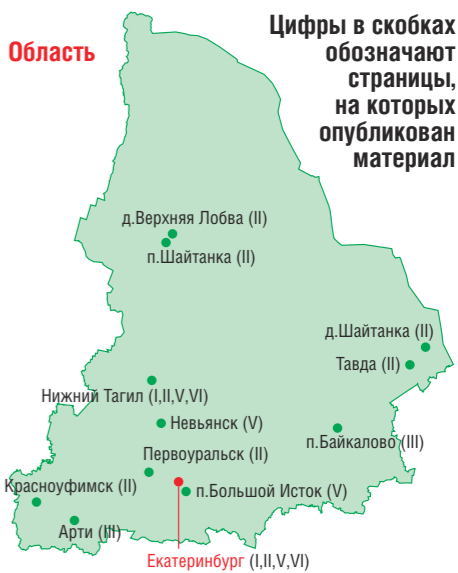 Область
Цифры в скобках
обозначают
страницы,
на которых
опубликован
материал
д.Верхняя Лобва (II)
п.Шайтанка (II)
д.Шайтанка (II)
Тавда (II)
Нижний Тагил (I,II,V,VI)
Невьянск (V)
п.Байкалово (III)
Первоуральск (II)
Красноуфимск (II)
п.Большой Исток (V)
Арти (III)
Екатеринбург (I,II,V,VI)